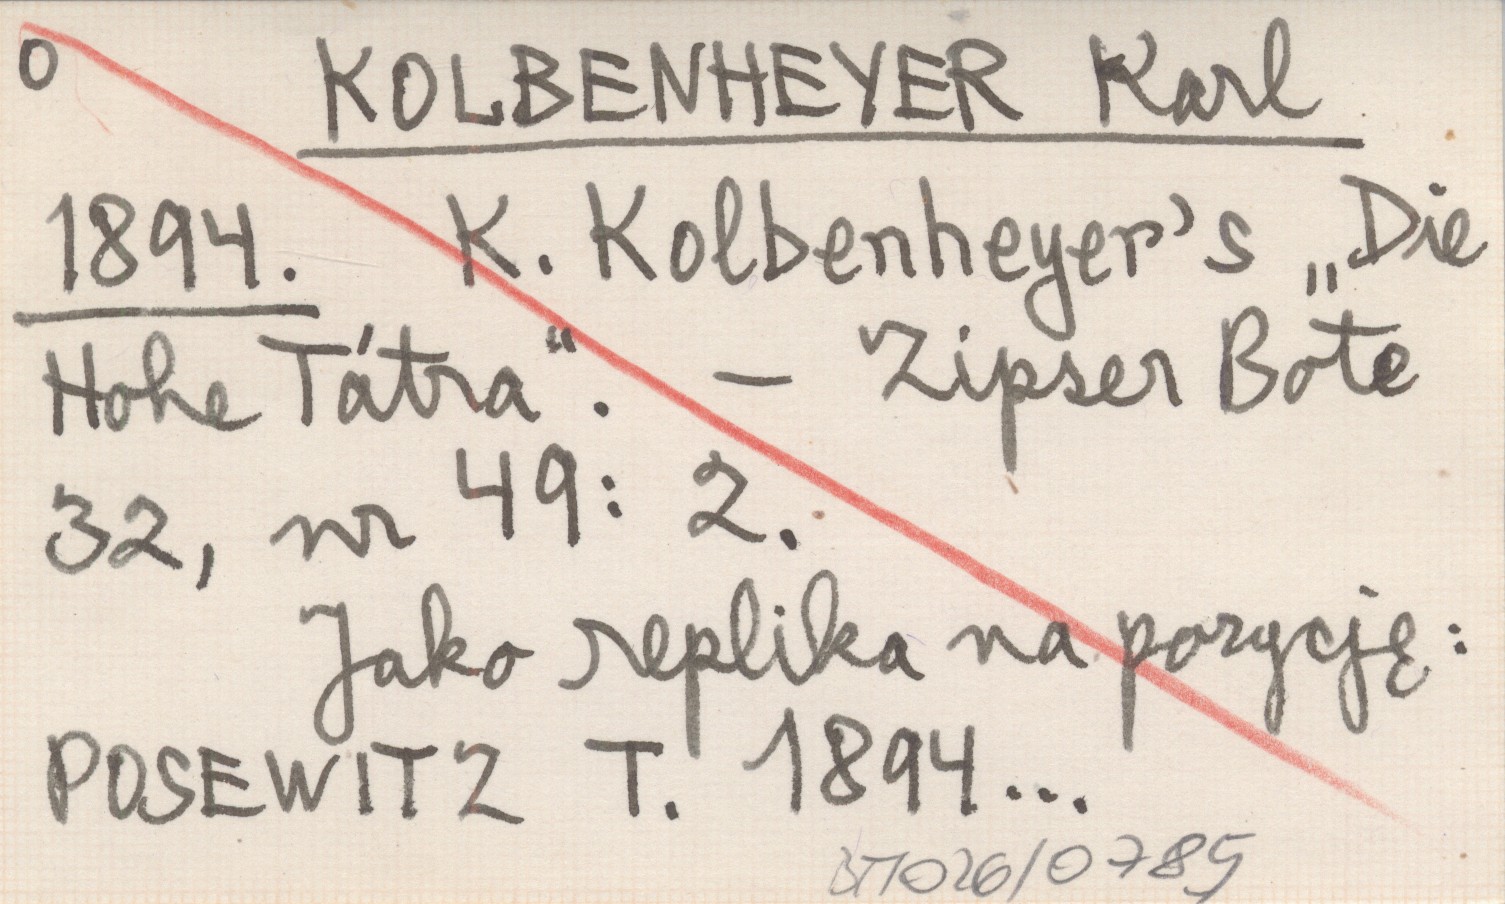 O KOLBENHEYER Karl
1894. K. Kolbenheyer's „Die
Hohe Tátra“. — Zipser Bote
32, nr 49: 2.
Jako replika na pozycję:
POSEWITZ T. 1894...
BT1026/0785